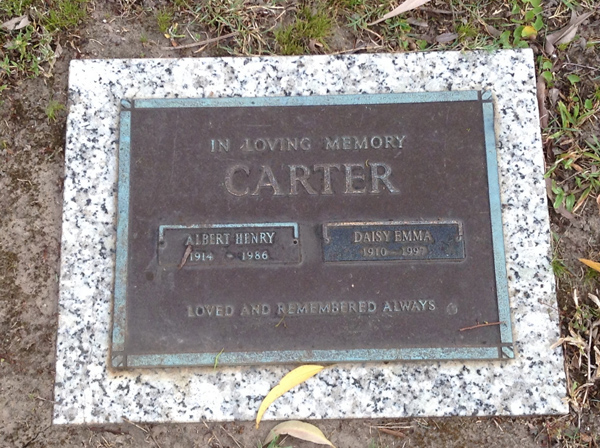 IN LOVING MEMORY
CARTER
ALBERT HENRY
1914 - 1986
DAISY EMMA
1910 - 1997
LOVED AND REMEMBERED ALWAYS